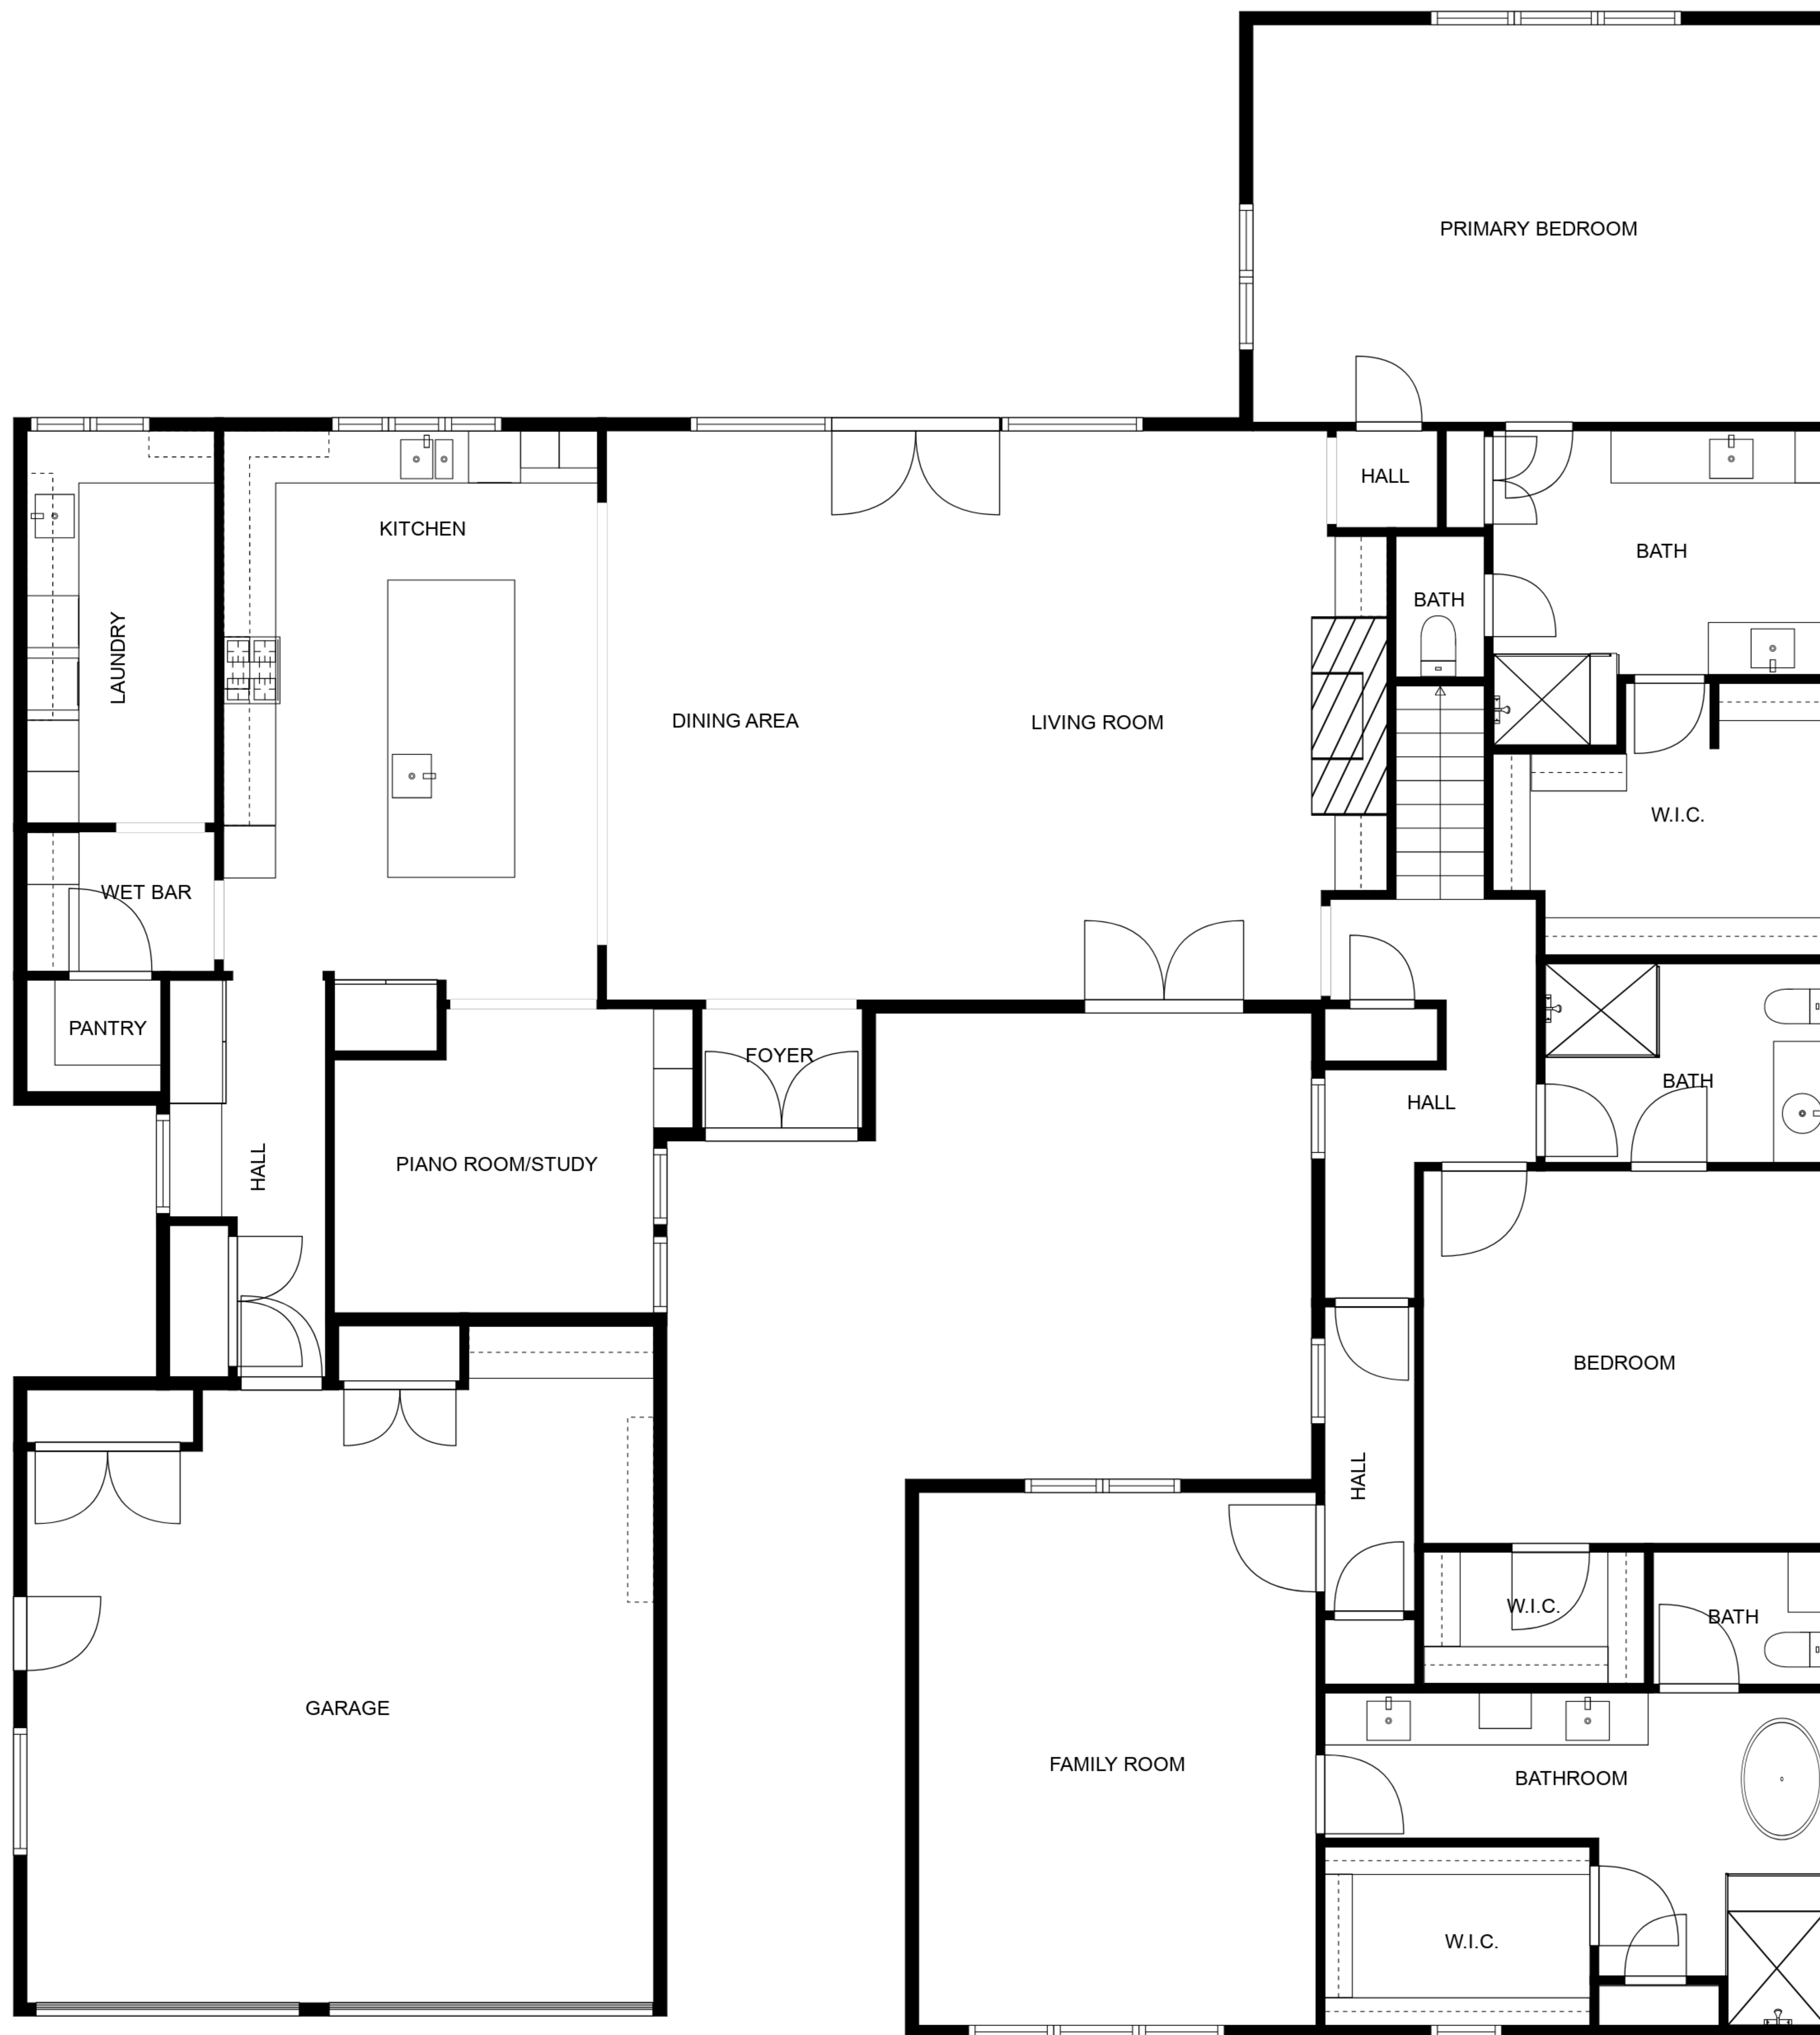 PRIMARY BEDROOM
HALL
KITCHEN
BATH
BATH
LAUNDRY
DINING AREA
LIVING ROOM
W.I.C.
WET BAR
PANTRY
FOYER
BATH
HALL
HALL
PIANO ROOM/STUDY
BEDROOM
HALL
W.I.C.
BATH
GARAGE
FAMILY ROOM
BATHROOM
W.I.C.